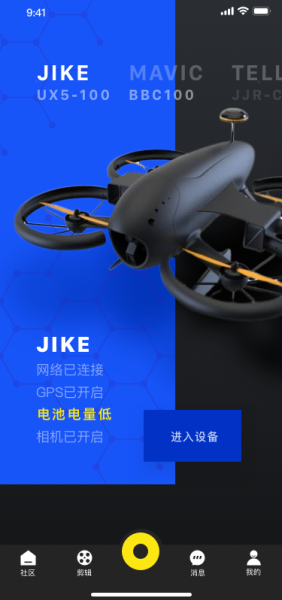 9:41
JIKE MAVIC TELL
UX5-100 BBC100 JJR-C
JIKE
网络已连接
GPS已开启
电池电量低
相机已开启
进入设备
社区 剪辑 消息 我的